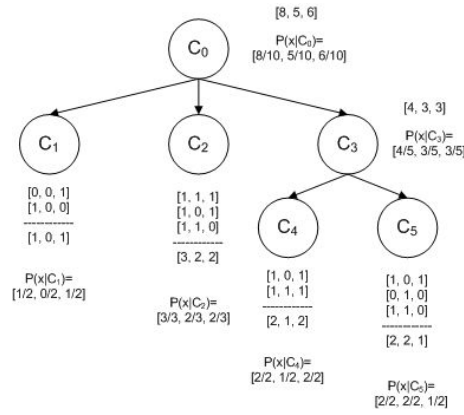 [8, 5, 6]
C0
P(x|C0)=
[8/10, 5/10, 6/10]
[4, 3, 3]
C1
C2
C3
P(x|C3)=
[4/5, 3/5, 3/5]
[0, 0, 1]
[1, 0, 0]
------------
[1, 0, 1]
P(x|C1)=
[1/2, 0/2, 1/2]
[1, 1, 1]
[1, 0, 1]
[1, 1, 0]
------------
[3, 2, 2]
P(x|C2)=
[3/3, 2/3, 2/3]
C4
C5
[1, 0, 1]
[1, 1, 1]
------------
[2, 1, 2]
P(x|C4)=
[2/2, 1/2, 2/2]
[1, 0, 1]
[0, 1, 0]
[1, 1, 0]
------------
[2, 2, 1]
P(x|C5)=
[2/2, 2/2, 1/2]